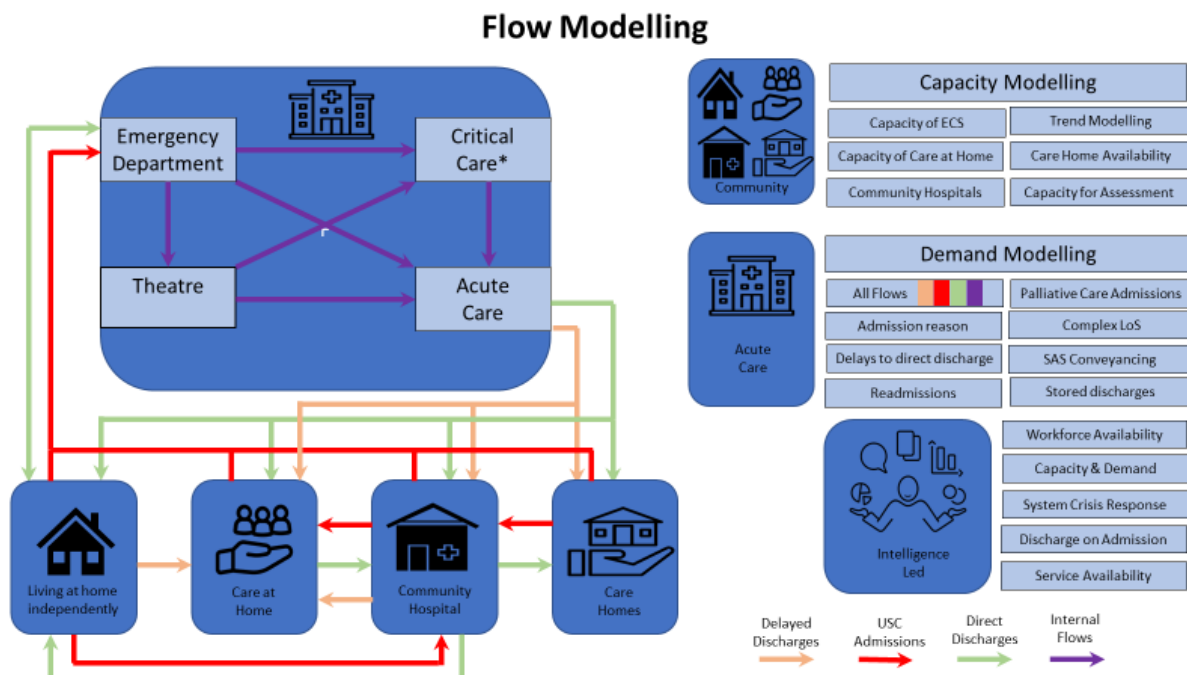 Flow Modelling
Emergency
Department
Critical
Care*
Theatre
Acute
Care
Living at home
independently
Care at
Home
Community
Hospital
Care
Homes
Community
Capacity Modelling
Capacity of ECS
Trend Modelling
Capacity of Care at Home
Care Home Availability
Community Hospitals
Capacity for Assessment
Acute
Care
Demand Modelling
All Flows
Palliative Care Admissions
Admission reason
Complex LoS
Delays to direct discharge
SAS Conveyancing
Readmissions
Stored discharges
Intelligence
Led
Workforce Availability
Capacity & Demand
System Crisis Response
Discharge on Admission
Service Availability
Delayed
Discharges
USC
Admissions
Direct
Discharges
Internal
Flows